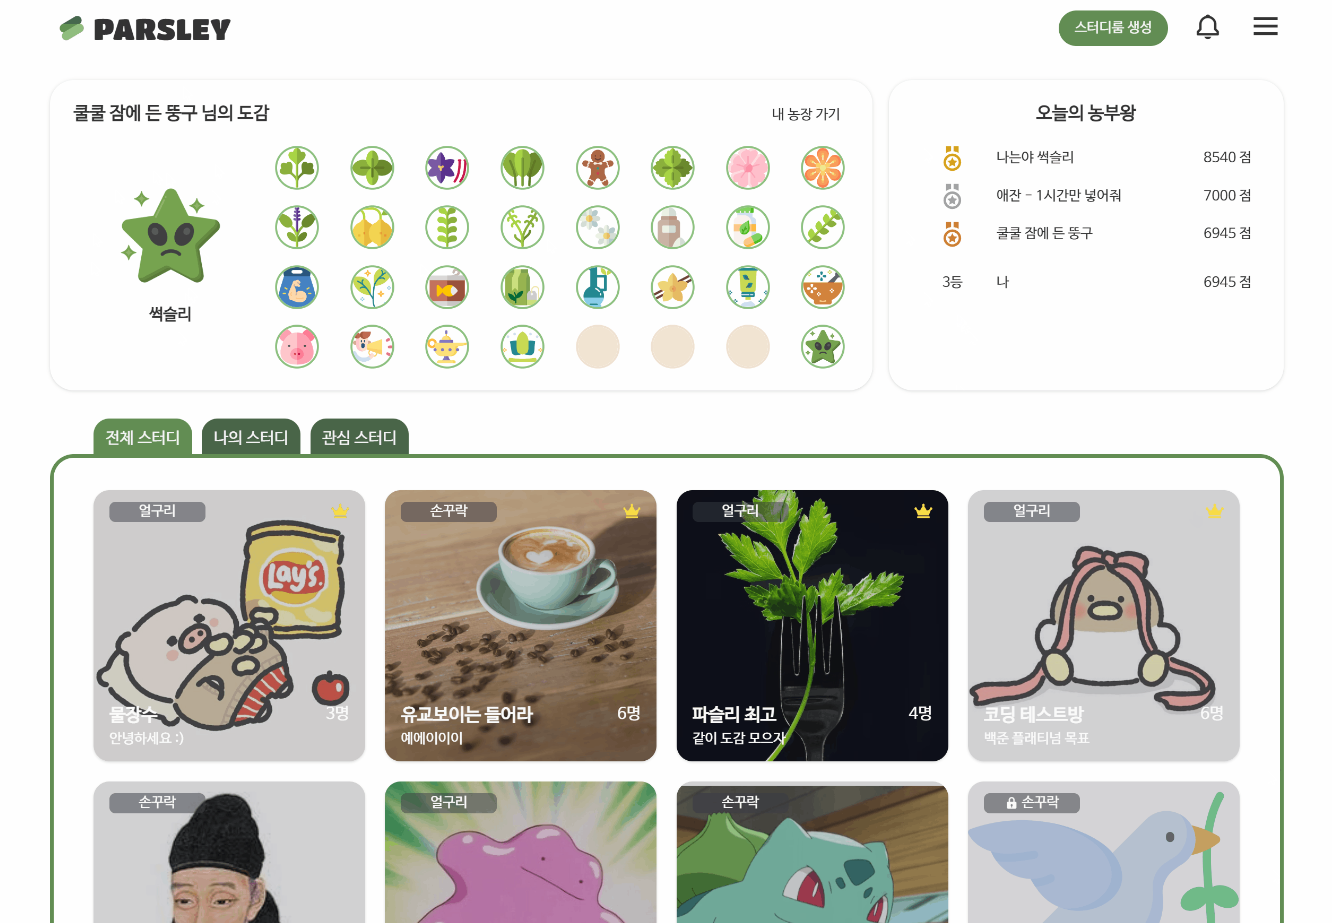 PARSLEY
스터디룸 생성
쿨쿨 잠에 든 뚱구 님의 도감
내 농장 가기
썩슬리
오늘의 농부왕
나는야 썩슬리 8540 점
애잔 - 1시간만 넣어줘 7000 점
쿨쿨 잠에 든 뚱구 6945 점
3등 나 6945 점
전체 스터디 나의 스터디 관심 스터디
얼구리
Lay's.
물장수 3명
안녕하세요 :)
손꾸락
유교보이는 들어라 6명
예에이이이
얼구리
파슬리 최고 4명
같이 도감 모으자
얼구리
코딩 테스트방 6명
백준 플래티넘 목표
손꾸락
얼구리
손꾸락
손꾸락